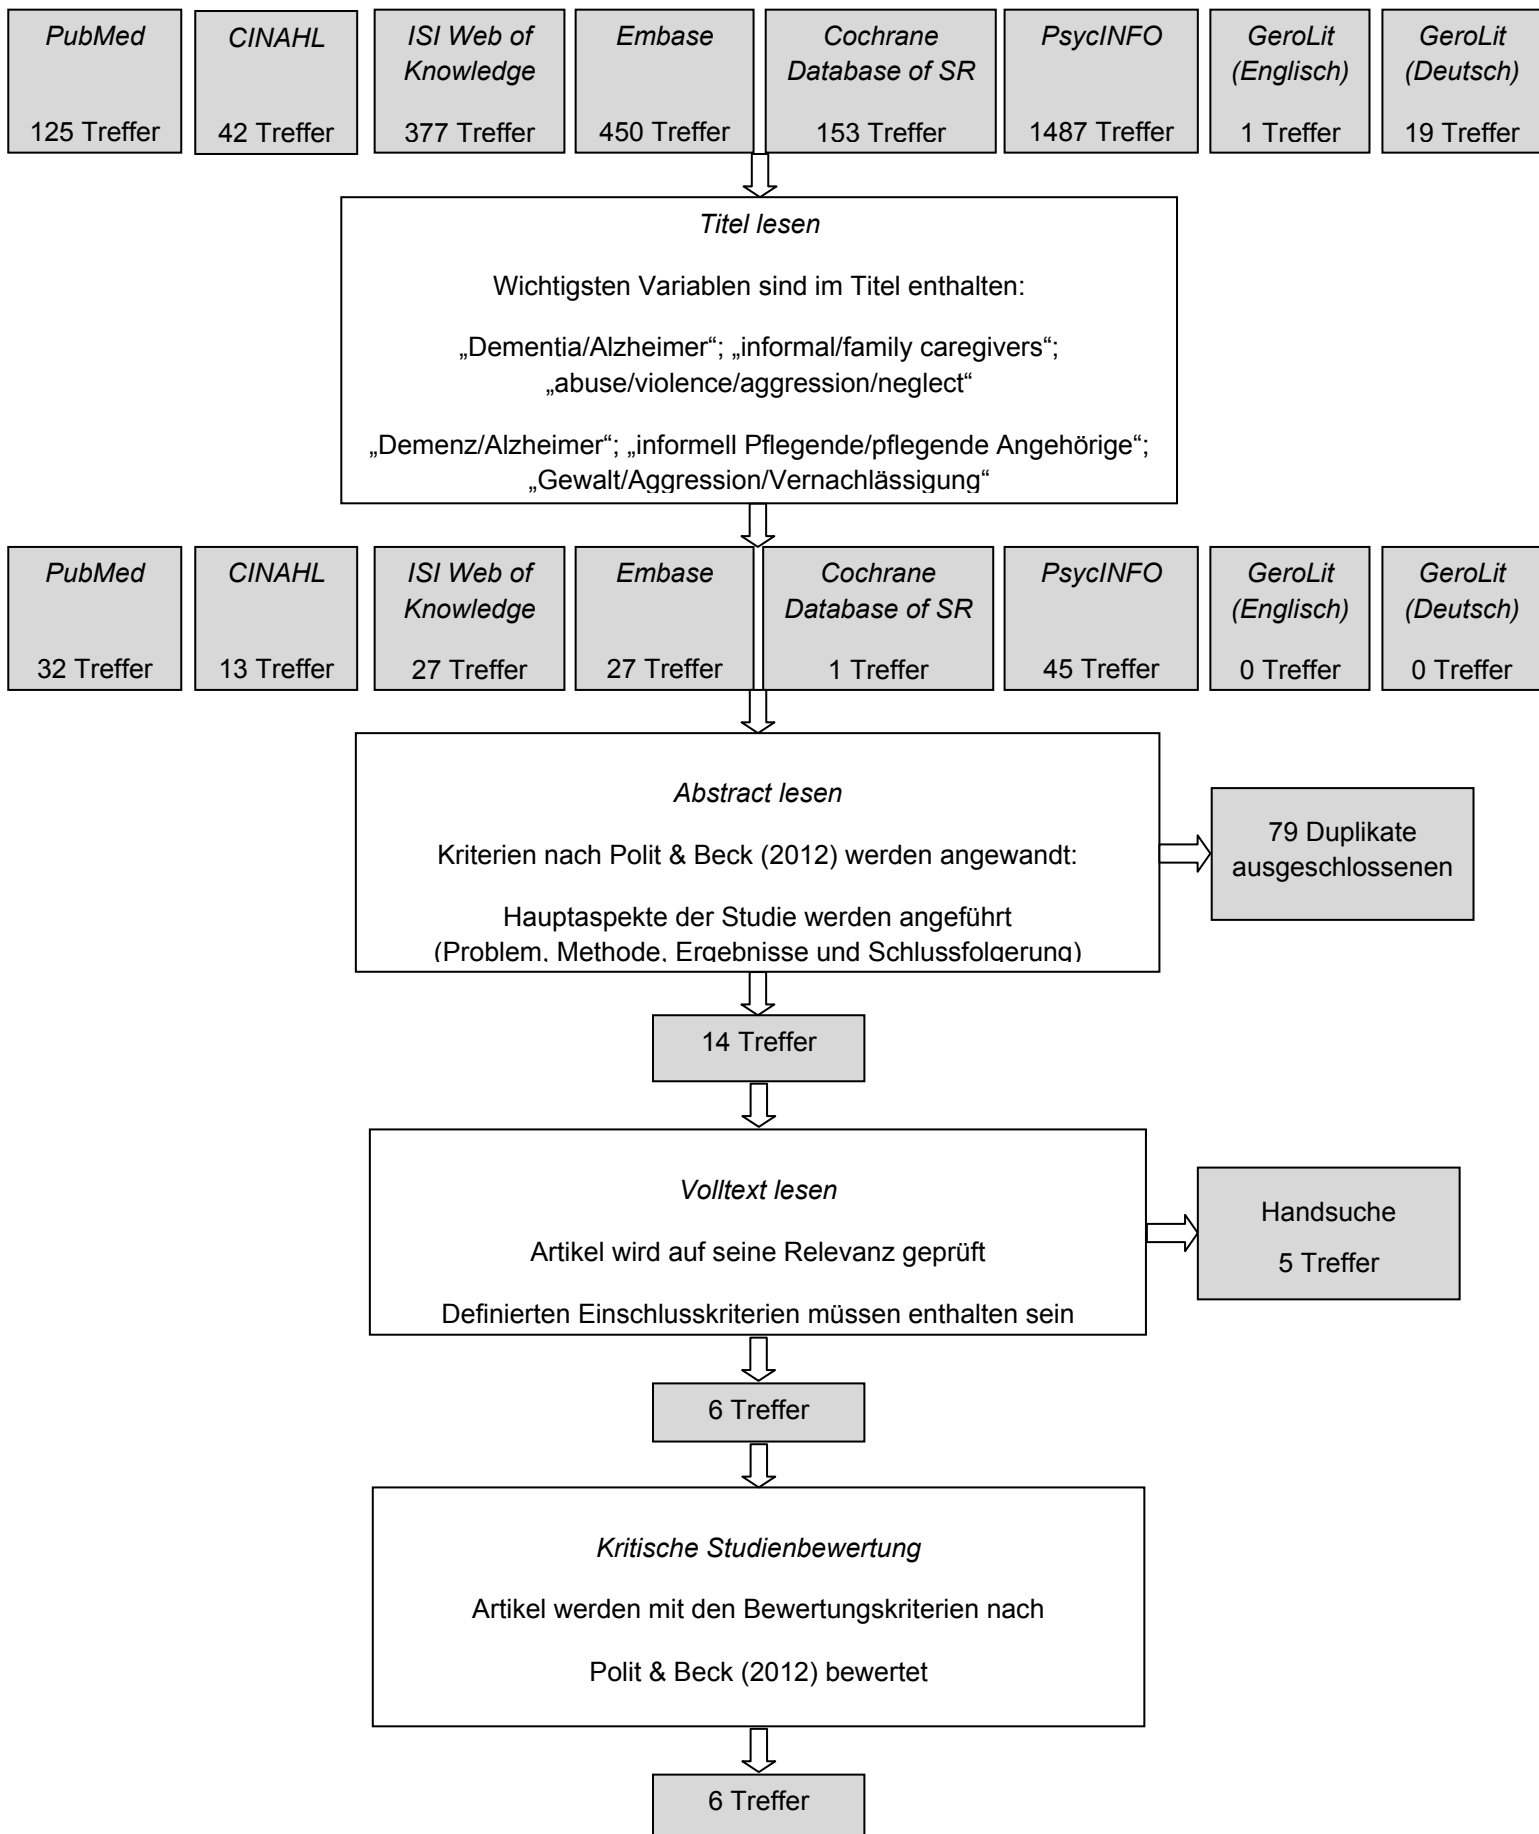 PubMed
125 Treffer
CINAHL
42 Treffer
ISI Web of
Knowledge
377 Treffer
Embase
450 Treffer
Cochrane
Database of SR
153 Treffer
PsycINFO
1487 Treffer
GeroLit
(Englisch)
1 Treffer
GeroLit
(Deutsch)
19 Treffer
Titel lesen
Wichtigsten Variablen sind im Titel enthalten:
„Dementia/Alzheimer“; „informal/family caregivers“;
„abuse/violence/aggression/neglect“
„Demenz/Alzheimer“; „informell Pflegende/pflegende Angehörige“;
„Gewalt/Aggression/Vernachlässigung“
PubMed
32 Treffer
CINAHL
13 Treffer
ISI Web of
Knowledge
27 Treffer
Embase
27 Treffer
Cochrane
Database of SR
1 Treffer
PsycINFO
45 Treffer
GeroLit
(Englisch)
0 Treffer
GeroLit
(Deutsch)
0 Treffer
Abstract lesen
Kriterien nach Polit & Beck (2012) werden angewandt:
Hauptaspekte der Studie werden angeführt
(Problem, Methode, Ergebnisse und Schlussfolgerung)
79 Duplikate
ausgeschlossenen
14 Treffer
Volltext lesen
Artikel wird auf seine Relevanz geprüft
Definierten Einschlusskriterien müssen enthalten sein
Handsuche
5 Treffer
6 Treffer
Kritische Studienbewertung
Artikel werden mit den Bewertungskriterien nach
Polit & Beck (2012) bewertet
6 Treffer